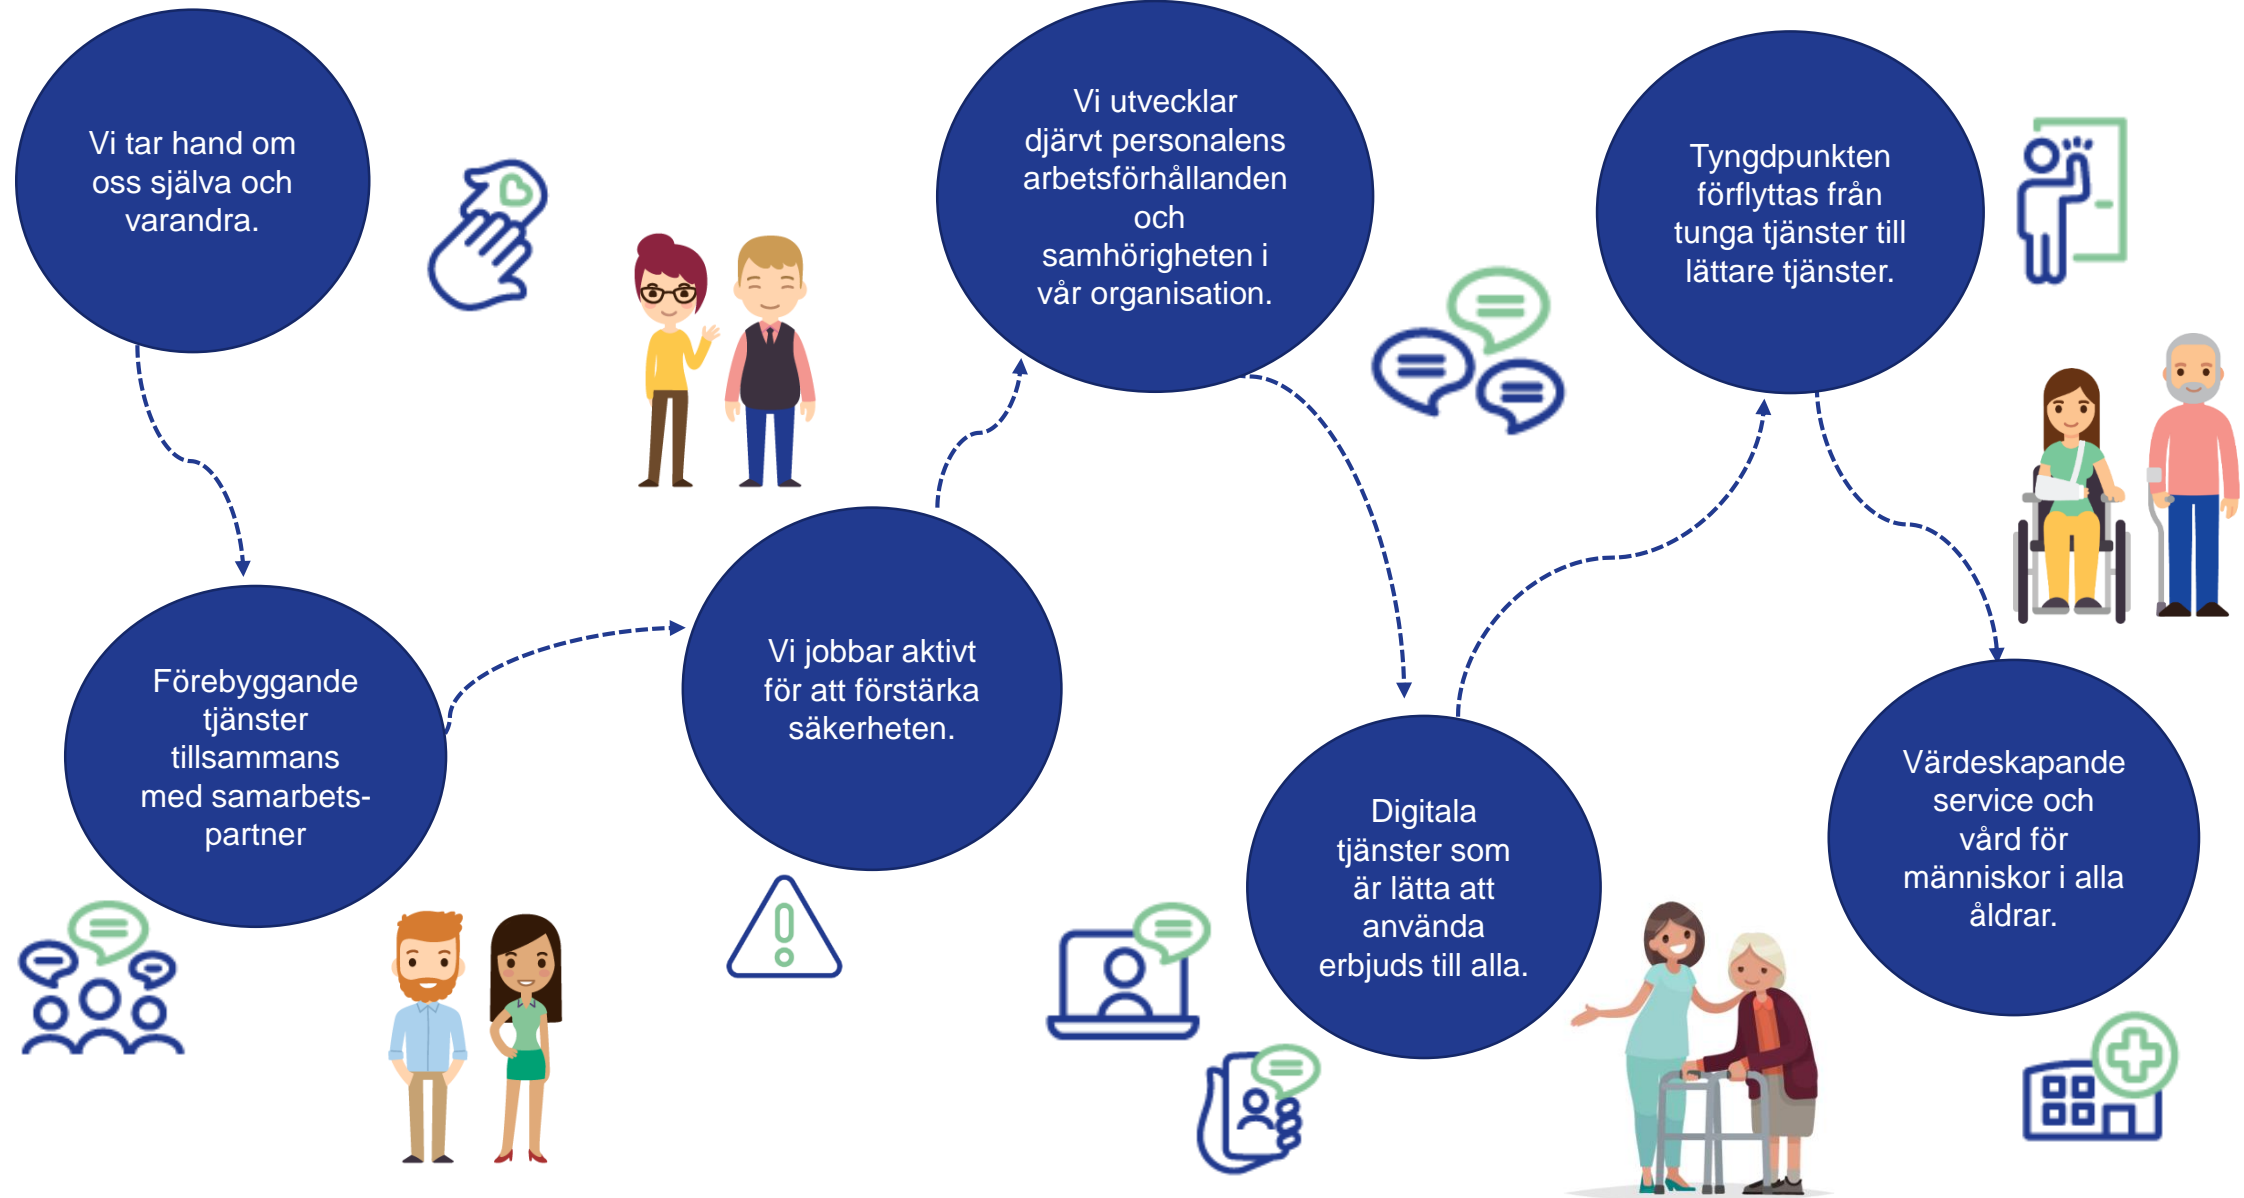 Vi tar hand om
oss själva och
varandra.
Förebyggande
tjänster
tillsammans
med samarbets-
partner
Vi jobbar aktivt
för att förstärka
säkerheten.
Vi utvecklar
djärvt personalens
arbetsförhållanden
och
samhörigheten i
vår organisation.
Digitala
tjänster som
är lätta att
använda
erbjuds till alla.
Tyngdpunkten
förflyttas från
tunga tjänster till
lättare tjänster.
Värdeskapande
service och
vård för
människor i alla
åldrar.